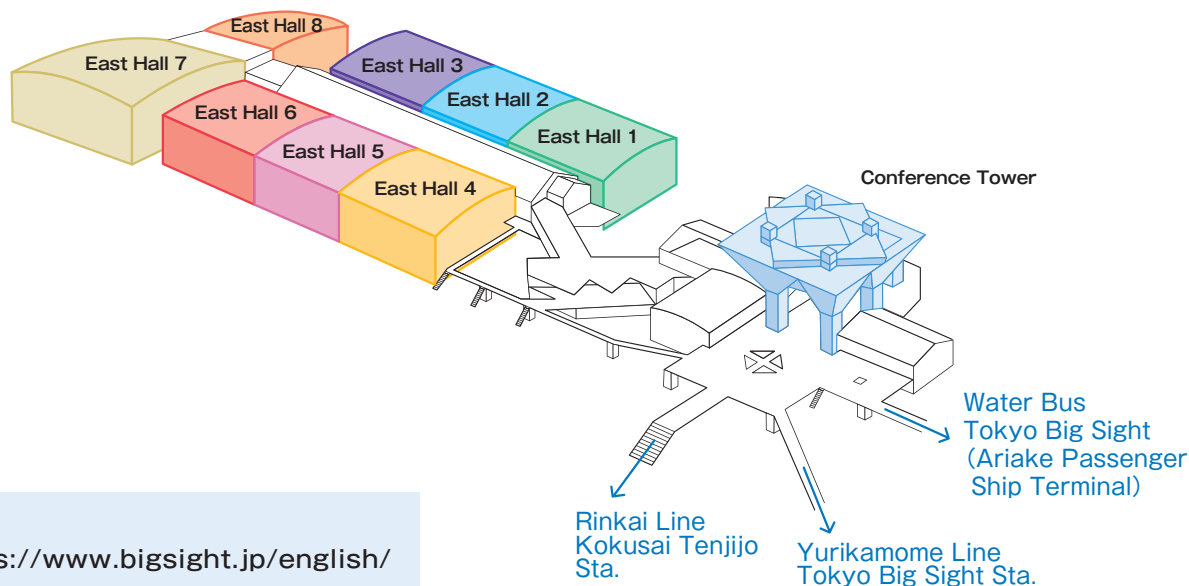 East Hall 8
East Hall 7
East Hall 3
East Hall 2
East Hall 1
East Hall 6
East Hall 5
East Hall 4
Conference Tower
Water Bus
Tokyo Big Sight
(Ariake Passenger
Ship Terminal)
Rinkai Line
Kokusai Tenjijo
Sta.
Yurikamome Line
Tokyo Big Sight Sta.
s://www.bigsight.jp/english/